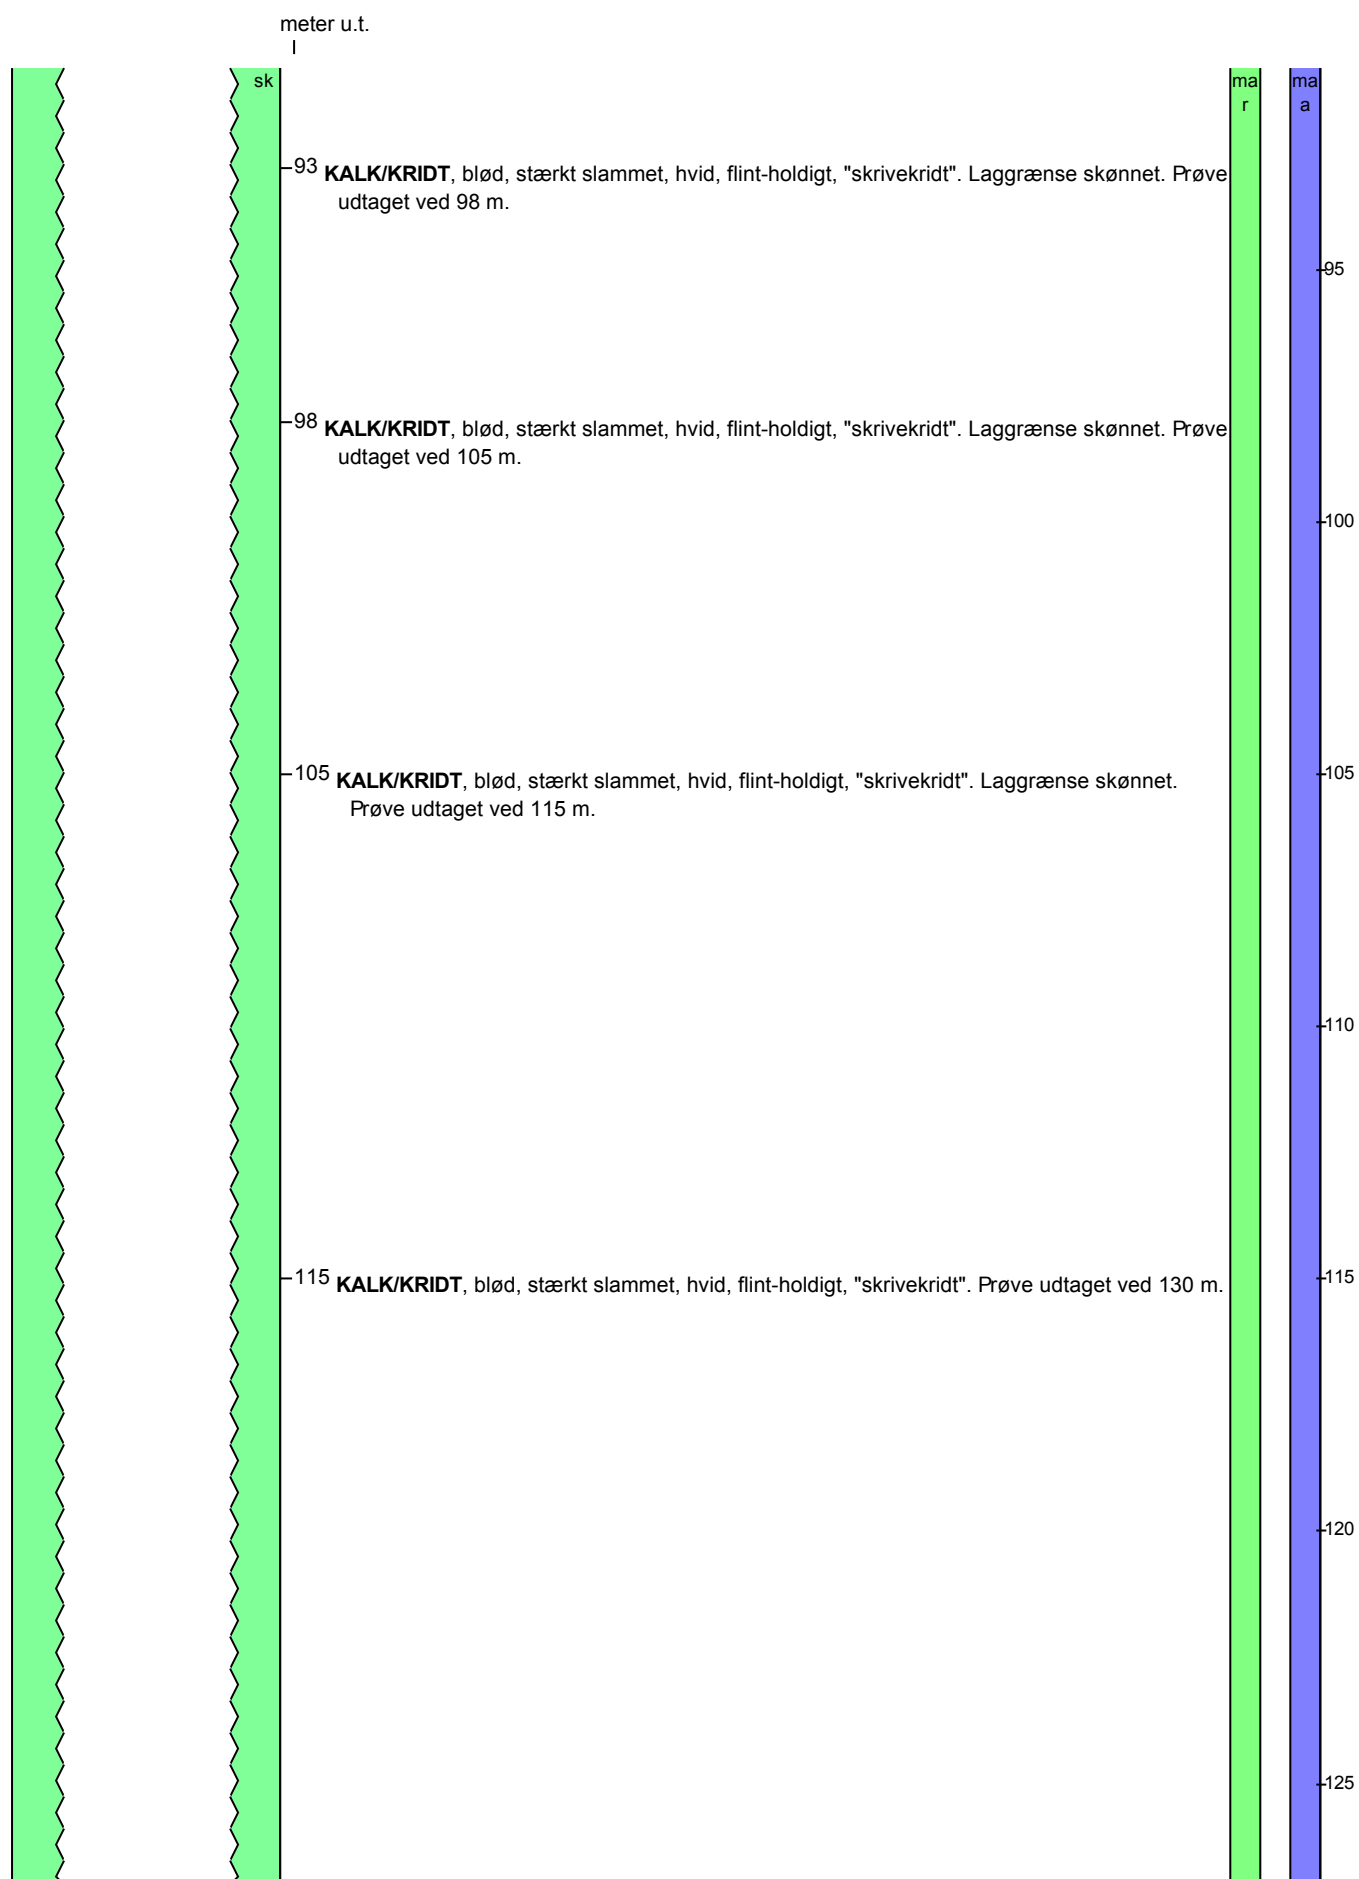 meter u.t.
sk
ma
r
ma
a
93 KALK/KRIDT, blød, stærkt slammet, hvid, flint-holdigt, "skrivekridt". Laggrænse skønnet. Prøve
udtaget ved 98 m.
95
98 KALK/KRIDT, blød, stærkt slammet, hvid, flint-holdigt, "skrivekridt". Laggrænse skønnet. Prøve
udtaget ved 105 m.
100
105 KALK/KRIDT, blød, stærkt slammet, hvid, flint-holdigt, "skrivekridt". Laggrænse skønnet.
Prøve udtaget ved 115 m.
105
110
115 KALK/KRIDT, blød, stærkt slammet, hvid, flint-holdigt, "skrivekridt". Prøve udtaget ved 130 m.
115
120
125